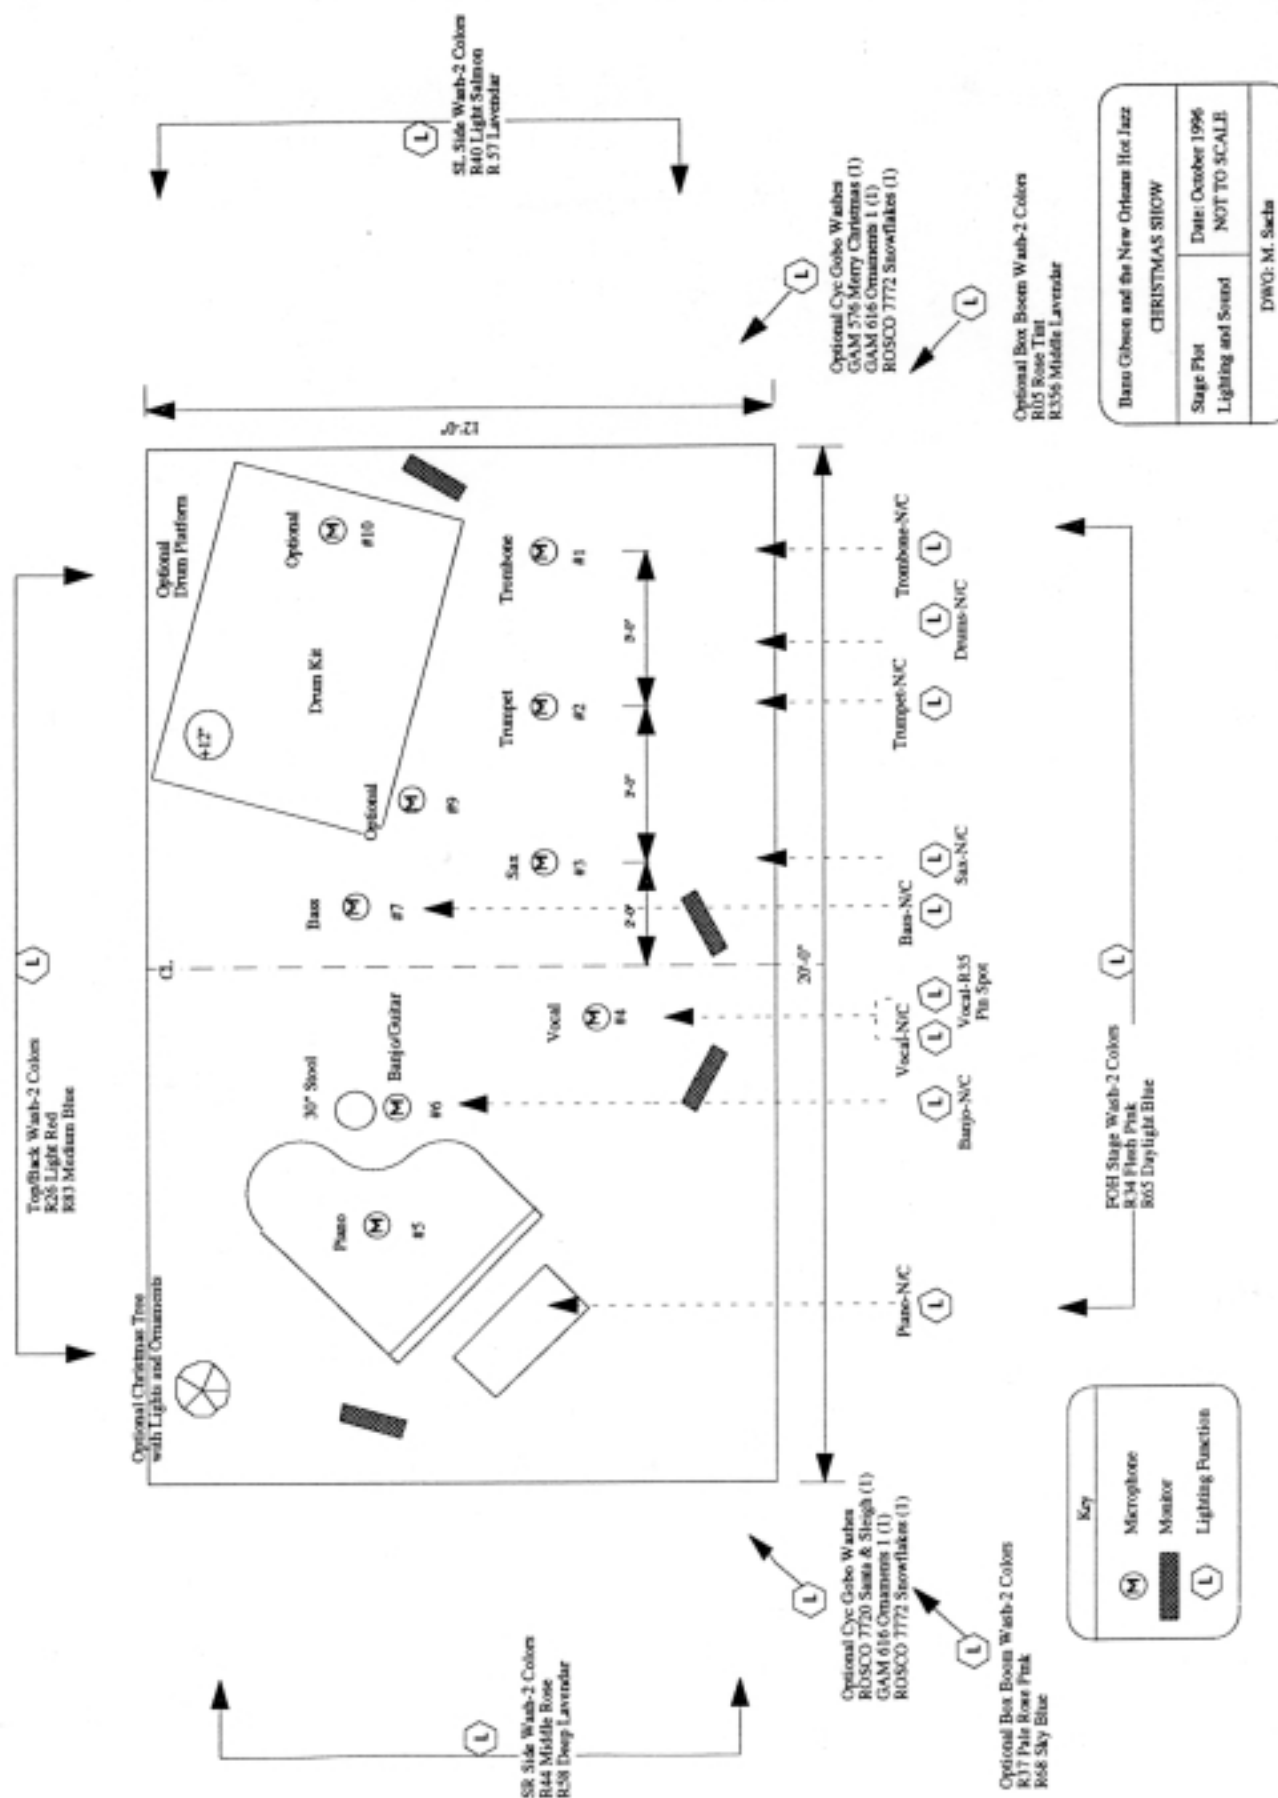 Top/Back Wash-2 Colors
R26 Light Red
R83 Medium Blue
L
Optional Christmas Tree
with Lights and Ornaments
CL
Optional
Drum Platform
+12"
Drum Kit
Optional
M
#10
Optional
M
#9
30" Stool
Banjo/Guitar
M
#6
Piano
M
#5
Bass
M
#7
Vocal
M
#4
Sax
M
#3
Trumpet
M
#2
Trombone
M
#1
2'-0"
3'-0"
12'-0"
20'-0"
SR Side Wash-2 Colors
R44 Middle Rose
R58 Deep Lavendar
L
SL Side Wash-2 Colors
R40 Light Salmon
R 57 Lavendar
L
Optional Cyc Gobo Washes
ROSCO 7720 Santa & Sleigh (1)
GAM 616 Ornaments 1 (1)
ROSCO 7772 Snowflakes (1)
L
Optional Cyc Gobo Washes
GAM 576 Merry Christmas (1)
GAM 616 Ornaments 1 (1)
ROSCO 7772 Snowflakes (1)
L
Piano-N/C
L
Banjo-N/C
L
Vocal-N/C
L
Vocal-R35
Pin Spot
L
Bass-N/C
L
Sax-N/C
L
Trumpet-N/C
L
Drums-N/C
L
Trombone-N/C
L
Optional Box Boom Wash-2 Colors
R37 Pale Rose Pink
R68 Sky Blue
L
Optional Box Boom Wash-2 Colors
R05 Rose Tint
R356 Middle Lavendar
L
FOH Stage Wash-2 Colors
R34 Flesh Pink
R65 Daylight Blue
L
Key
M Microphone
Monitor
L Lighting Function
Banu Gibson and the New Orleans Hot Jazz
CHRISTMAS SHOW
Stage Plot
Lighting and Sound
Date: October 1996
NOT TO SCALE
DWG: M. Sachs